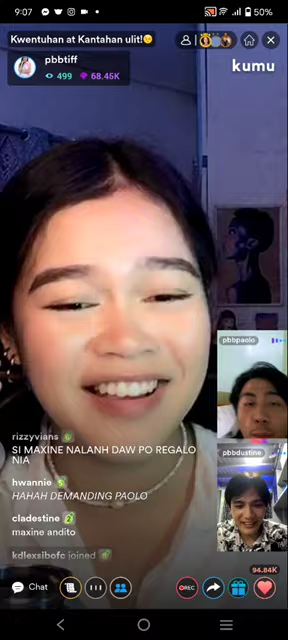 9:07
50%
Kwentuhan at Kantahan ulit!😊
pbbtiff
499 68.45K
kumu
pbbpaolo
rizzyvians
SI MAXINE NALANH DAW PO REGALO
NIA
hwannie
HAHAH DEMANDING PAOLO
pbbdustine
cladestine
maxine andito
kdlexsibofc joined
94.84K
Chat
REC